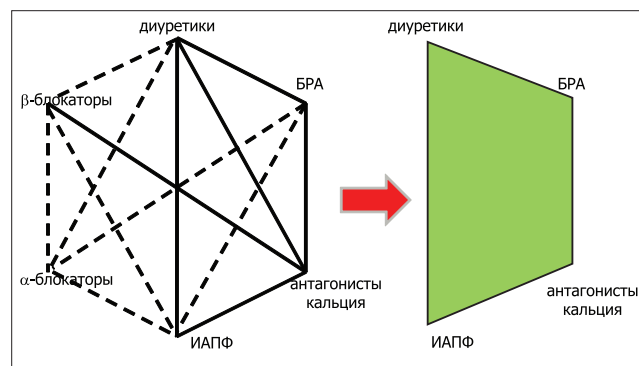 диуретики
БРА
β-блокаторы
α-блокаторы
антагонисты
кальция
ИАПФ
диуретики
БРА
антагонисты
кальция
ИАПФ